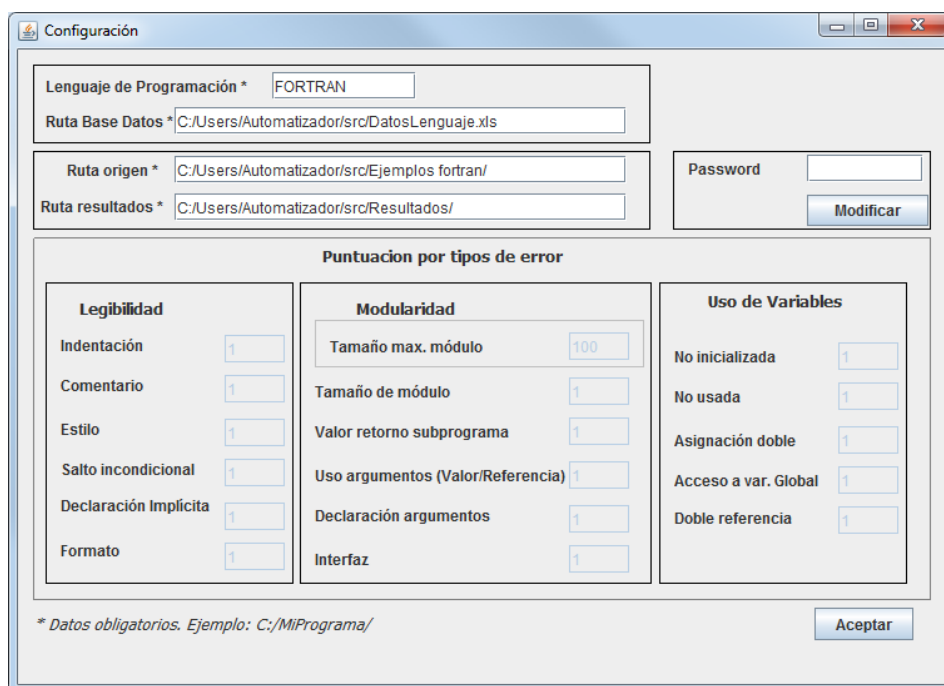 Configuración
Lenguaje de Programación * FORTRAN
Ruta Base Datos * C:/Users/Automatizador/src/DatosLenguaje.xls
Ruta origen * C:/Users/Automatizador/src/Ejemplos fortran/
Ruta resultados * C:/Users/Automatizador/src/Resultados/
Password
Modificar
Puntuacion por tipos de error
Legibilidad
Indentación 1
Comentario 1
Estilo 1
Salto incondicional 1
Declaración Implícita 1
Formato 1
Modularidad
Tamaño max. módulo 100
Tamaño de módulo 1
Valor retorno subprograma 1
Uso argumentos (Valor/Referencia) 1
Declaración argumentos 1
Interfaz 1
Uso de Variables
No inicializada 1
No usada 1
Asignación doble 1
Acceso a var. Global 1
Doble referencia 1
* Datos obligatorios. Ejemplo: C:/MiPrograma/
Aceptar